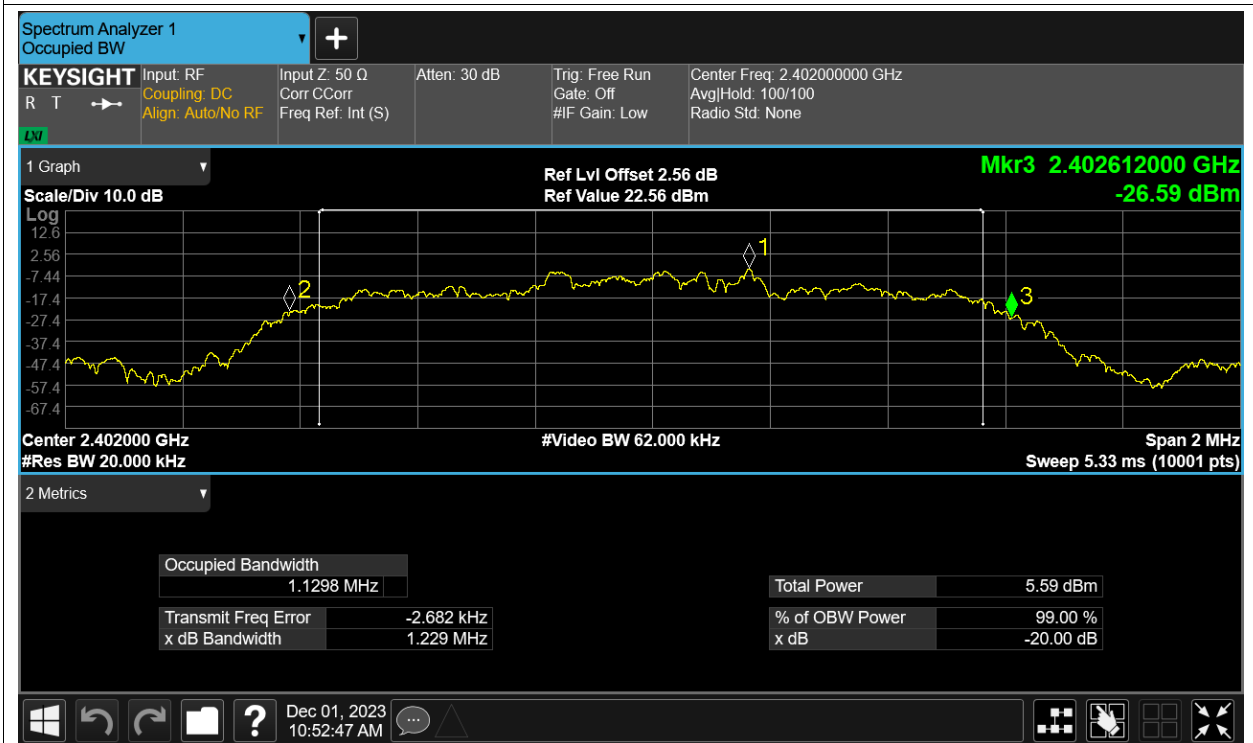 Spectrum Analyzer 1
Occupied BW
KEYSIGHT
R T
LXI
Input: RF
Coupling: DC
Align: Auto/No RF
Input Z: 50 Ω
Corr CCorr
Freq Ref: Int (S)
Atten: 30 dB
Trig: Free Run
Gate: Off
#IF Gain: Low
Center Freq: 2.402000000 GHz
Avg|Hold: 100/100
Radio Std: None
1 Graph
Scale/Div 10.0 dB
Ref Lvl Offset 2.56 dB
Ref Value 22.56 dBm
Mkr3 2.402612000 GHz
-26.59 dBm
Log
12.6
2.56
-7.44
-17.4
-27.4
-37.4
-47.4
-57.4
-67.4
1
2
3
Center 2.402000 GHz
#Res BW 20.000 kHz
#Video BW 62.000 kHz
Span 2 MHz
Sweep 5.33 ms (10001 pts)
2 Metrics
Occupied Bandwidth
1.1298 MHz
Transmit Freq Error -2.682 kHz
x dB Bandwidth 1.229 MHz
Total Power 5.59 dBm
% of OBW Power 99.00 %
x dB -20.00 dB
?
Dec 01, 2023
10:52:47 AM